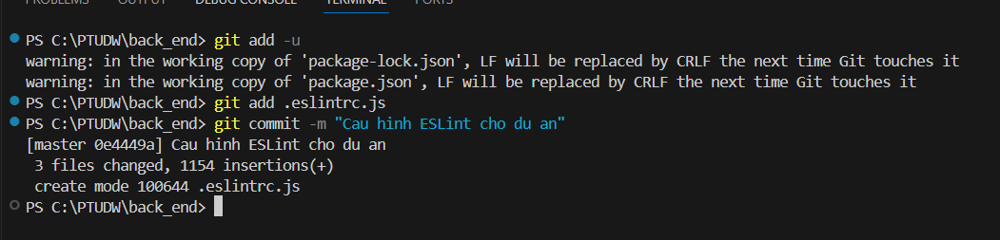 PROBLEMS OUTPUT DEBUG CONSOLE TERMINAL PORTS
PS C:\PTUDW\back_end> git add -u
warning: in the working copy of 'package-lock.json', LF will be replaced by CRLF the next time Git touches it
warning: in the working copy of 'package.json', LF will be replaced by CRLF the next time Git touches it
PS C:\PTUDW\back_end> git add .eslintrc.js
PS C:\PTUDW\back_end> git commit -m "Cau hinh ESLint cho du an"
[master 0e4449a] Cau hinh ESLint cho du an
 3 files changed, 1154 insertions(+)
 create mode 100644 .eslintrc.js
PS C:\PTUDW\back_end>